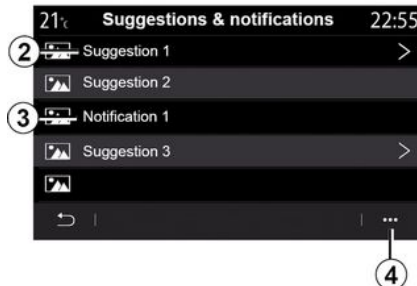 21°c Suggestions & notifications 22:55
2 Suggestion 1
Suggestion 2
3 Notification 1
Suggestion 3
4